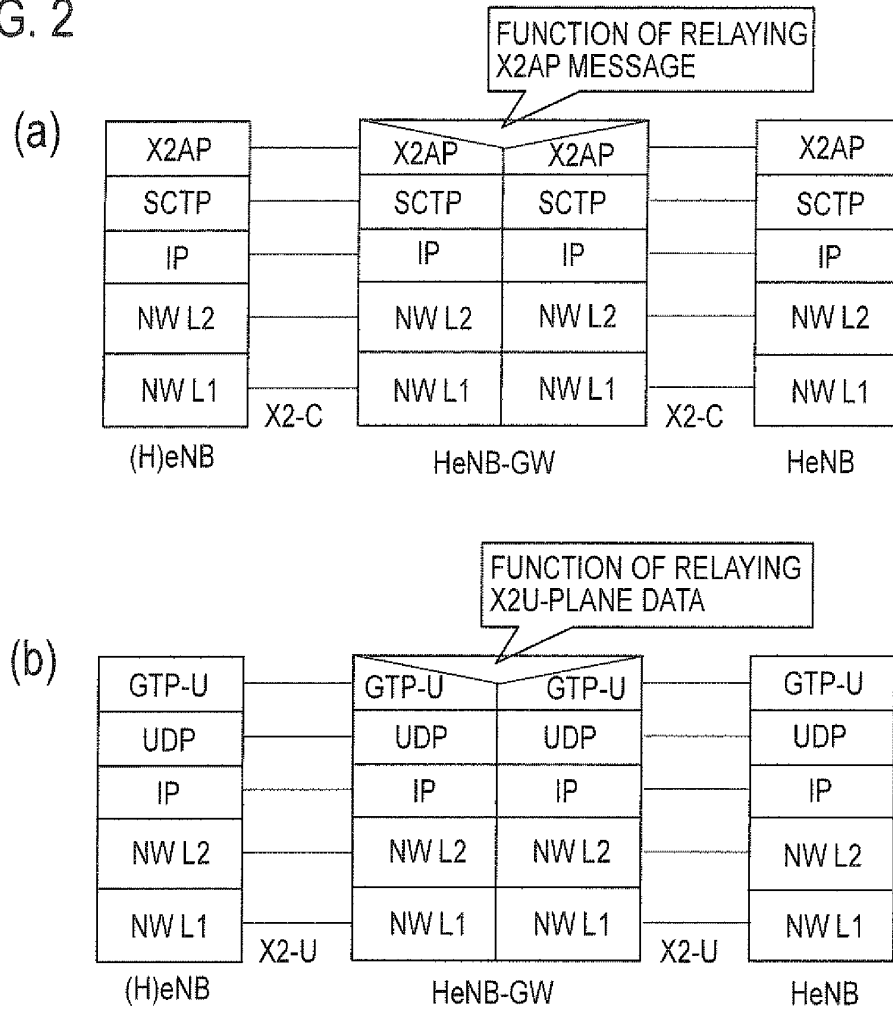 G. 2
FUNCTION OF RELAYING
X2AP MESSAGE
(a)
X2AP X2AP X2AP X2AP
SCTP SCTP SCTP SCTP
IP IP IP IP
NW L2 NW L2 NW L2 NW L2
NW L1 NW L1 NW L1 NW L1
X2-C X2-C
(H)eNB HeNB-GW HeNB
FUNCTION OF RELAYING
X2U-PLANE DATA
(b)
GTP-U GTP-U GTP-U GTP-U
UDP UDP UDP UDP
IP IP IP IP
NW L2 NW L2 NW L2 NW L2
NW L1 NW L1 NW L1 NW L1
X2-U X2-U
(H)eNB HeNB-GW HeNB